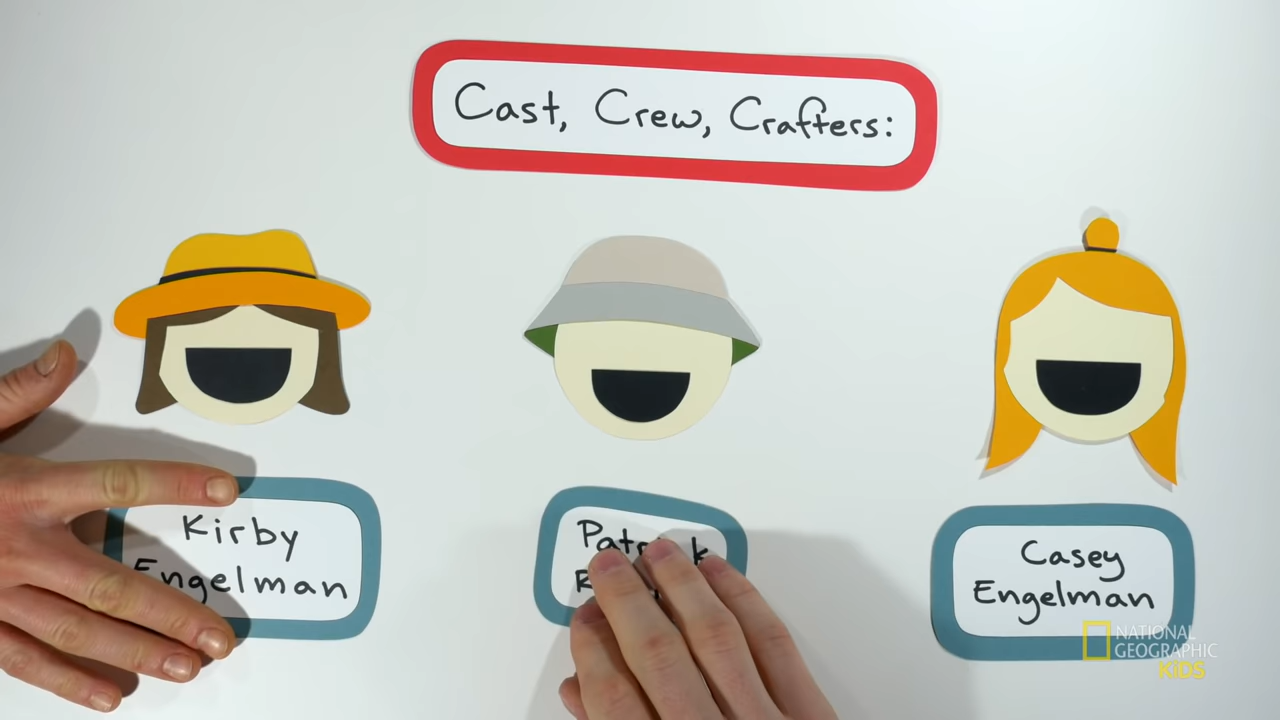 Cast, Crew, Crafters:
Kirby
Engelman
Casey
Engelman
NATIONAL
GEOGRAPHIC
KiDS